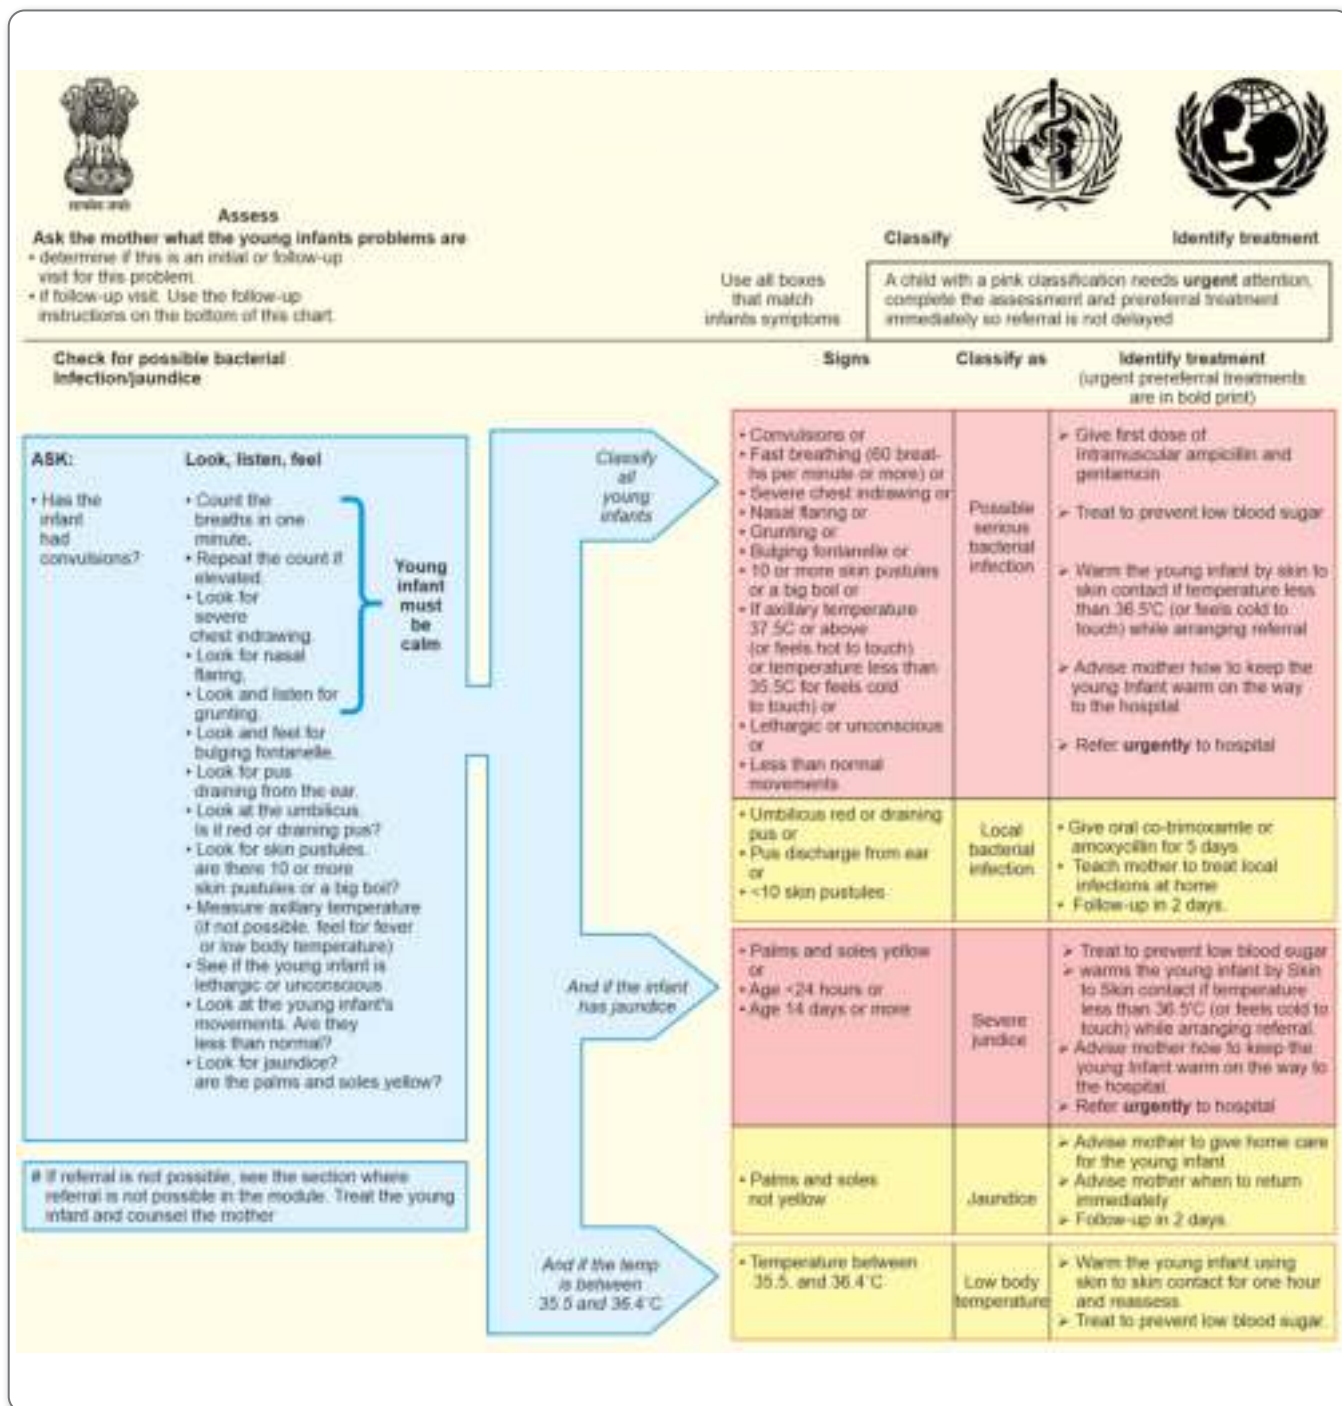 सत्यमेव जयते
Assess
Ask the mother what the young infants problems are
• determine if this is an initial or follow-up
visit for this problem.
• if follow-up visit. Use the follow-up
instructions on the bottom of this chart.
Classify
Identify treatment
Use all boxes
that match
infants symptoms
A child with a pink classification needs urgent attention,
complete the assessment and prereferral treatment
immediately so referral is not delayed
Check for possible bacterial
Infection/jaundice
Signs
Classify as
Identify treatment
(urgent prereferral treatments
are in bold print)
ASK:
• Has the
infant
had
convulsions?
Look, listen, feel
• Count the
breaths in one
minute.
• Repeat the count if
elevated.
• Look for
severe
chest indrawing.
• Look for nasal
flaring.
• Look and listen for
grunting.
• Look and feel for
bulging fontanelle.
• Look for pus
draining from the ear.
• Look at the umbilicus.
Is if red or draining pus?
• Look for skin pustules.
are there 10 or more
skin pustules or a big boil?
• Measure axillary temperature
(if not possible, feel for fever
or low body temperature)
• See if the young infant is
lethargic or unconscious
• Look at the young infant's
movements. Are they
less than normal?
• Look for jaundice?
are the palms and soles yellow?
Young
infant
must
be
calm
# If referral is not possible, see the section where
referral is not possible in the module. Treat the young
infant and counsel the mother
Classify
all
young
infants
• Convulsions or
• Fast breathing (60 breat-
hs per minute or more) or
• Severe chest indrawing or
• Nasal flaring or
• Grunting or
• Bulging fontanelle or
• 10 or more skin pustules
or a big boil or
• If axillary temperature
37.5C or above
(or feels hot to touch)
or temperature less than
35.5C for feels cold
to touch) or
• Lethargic or unconscious
or
• Less than normal
movements
Possible
serious
bacterial
infection
➢ Give first dose of
Intramuscular ampicillin and
gentamicin
➢ Treat to prevent low blood sugar
➢ Warm the young infant by skin to
skin contact if temperature less
than 36.5'C (or feels cold to
touch) while arranging referral
➢ Advise mother how to keep the
young Infant warm on the way
to the hospital
➢ Refer urgently to hospital
• Umbilicus red or draining
pus or
• Pus discharge from ear
or
• <10 skin pustules
Local
bacterial
infection
• Give oral co-trimoxamle or
amoxycillin for 5 days
• Teach mother to treat local
infections at home
• Follow-up in 2 days.
And if the infant
has jaundice
• Palms and soles yellow
or
• Age <24 hours or
• Age 14 days or more
Severe
jundice
➢ Treat to prevent low blood sugar
➢ warms the young infant by Skin
to Skin contact if temperature
less than 36.5'C (or feels cold to
touch) while arranging referral.
➢ Advise mother how to keep the
young Infant warm on the way to
the hospital
➢ Refer urgently to hospital
• Palms and soles
not yellow
Jaundice
➢ Advise mother to give home care
for the young infant
➢ Advise mother when to return
immediately
➢ Follow-up in 2 days.
And if the temp
is between
35.5 and 36.4°C
• Temperature between
35.5. and 36.4°C
Low body
temperature
➢ Warm the young infant using
skin to skin contact for one hour
and reassess.
➢ Treat to prevent low blood sugar.